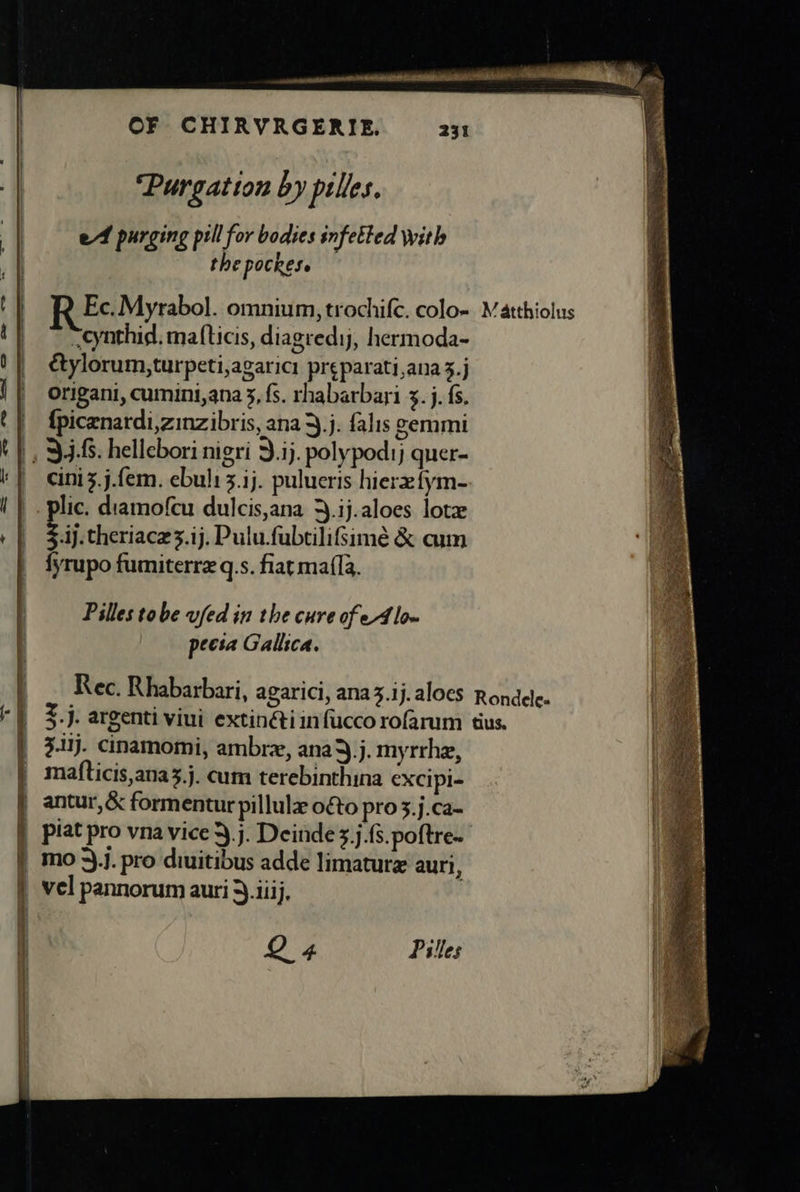 OF CHIRVRGERIE. 231
Purgation by pilles.
A purging pill for bodies infected with
the pockes.
REc. Myrabol. omnium, trochiſc. colo- Matthiolus
cynthid. maſticis, diagredij, hermoda-
ctylorum, turpeti, agarici preparati, ana ʒ.j
origani, cumini, ana ʒ, ſs. rhabarbari ʒ. j. ſs.
ſpicænardi, zinzibris, ana ℈.j. ſalis gemmi
℈j.ſs. hellebori nigri ℈.ij. polypodij quer-
cini ʒ.j. ſem. ebuli ʒ.ij. pulueris hieræ ſym-
plic. diamoſcu dulcis, ana ℈.ij. aloes lotæ
℥.ij. theriacæ ʒ.ij. Pulu. ſubtiliſsimè & cum
ſyrupo fumiterræ q.s. fiat maſſa.
Pilles to be vſed in the cure of Alo-
pecia Gallica.
Rec. Rhabarbari, agarici, ana ʒ.ij. aloes Rondele-
℥.j. argenti viui extincti in ſucco roſarum tius.
ʒ.iij. cinamomi, ambræ, ana ℈.j. myrrhæ,
maſticis, ana ʒ.j. cum terebinthina excipi-
antur, & formentur pillulæ octo pro ʒ.j. ca-
piat pro vna vice ℈.j. Deinde ʒ.j.ſs. poſtre-
mo ℈.j. pro diuitibus adde limaturæ auri,
vel pannorum auri ℈.iiij.
Q 4 Pilles